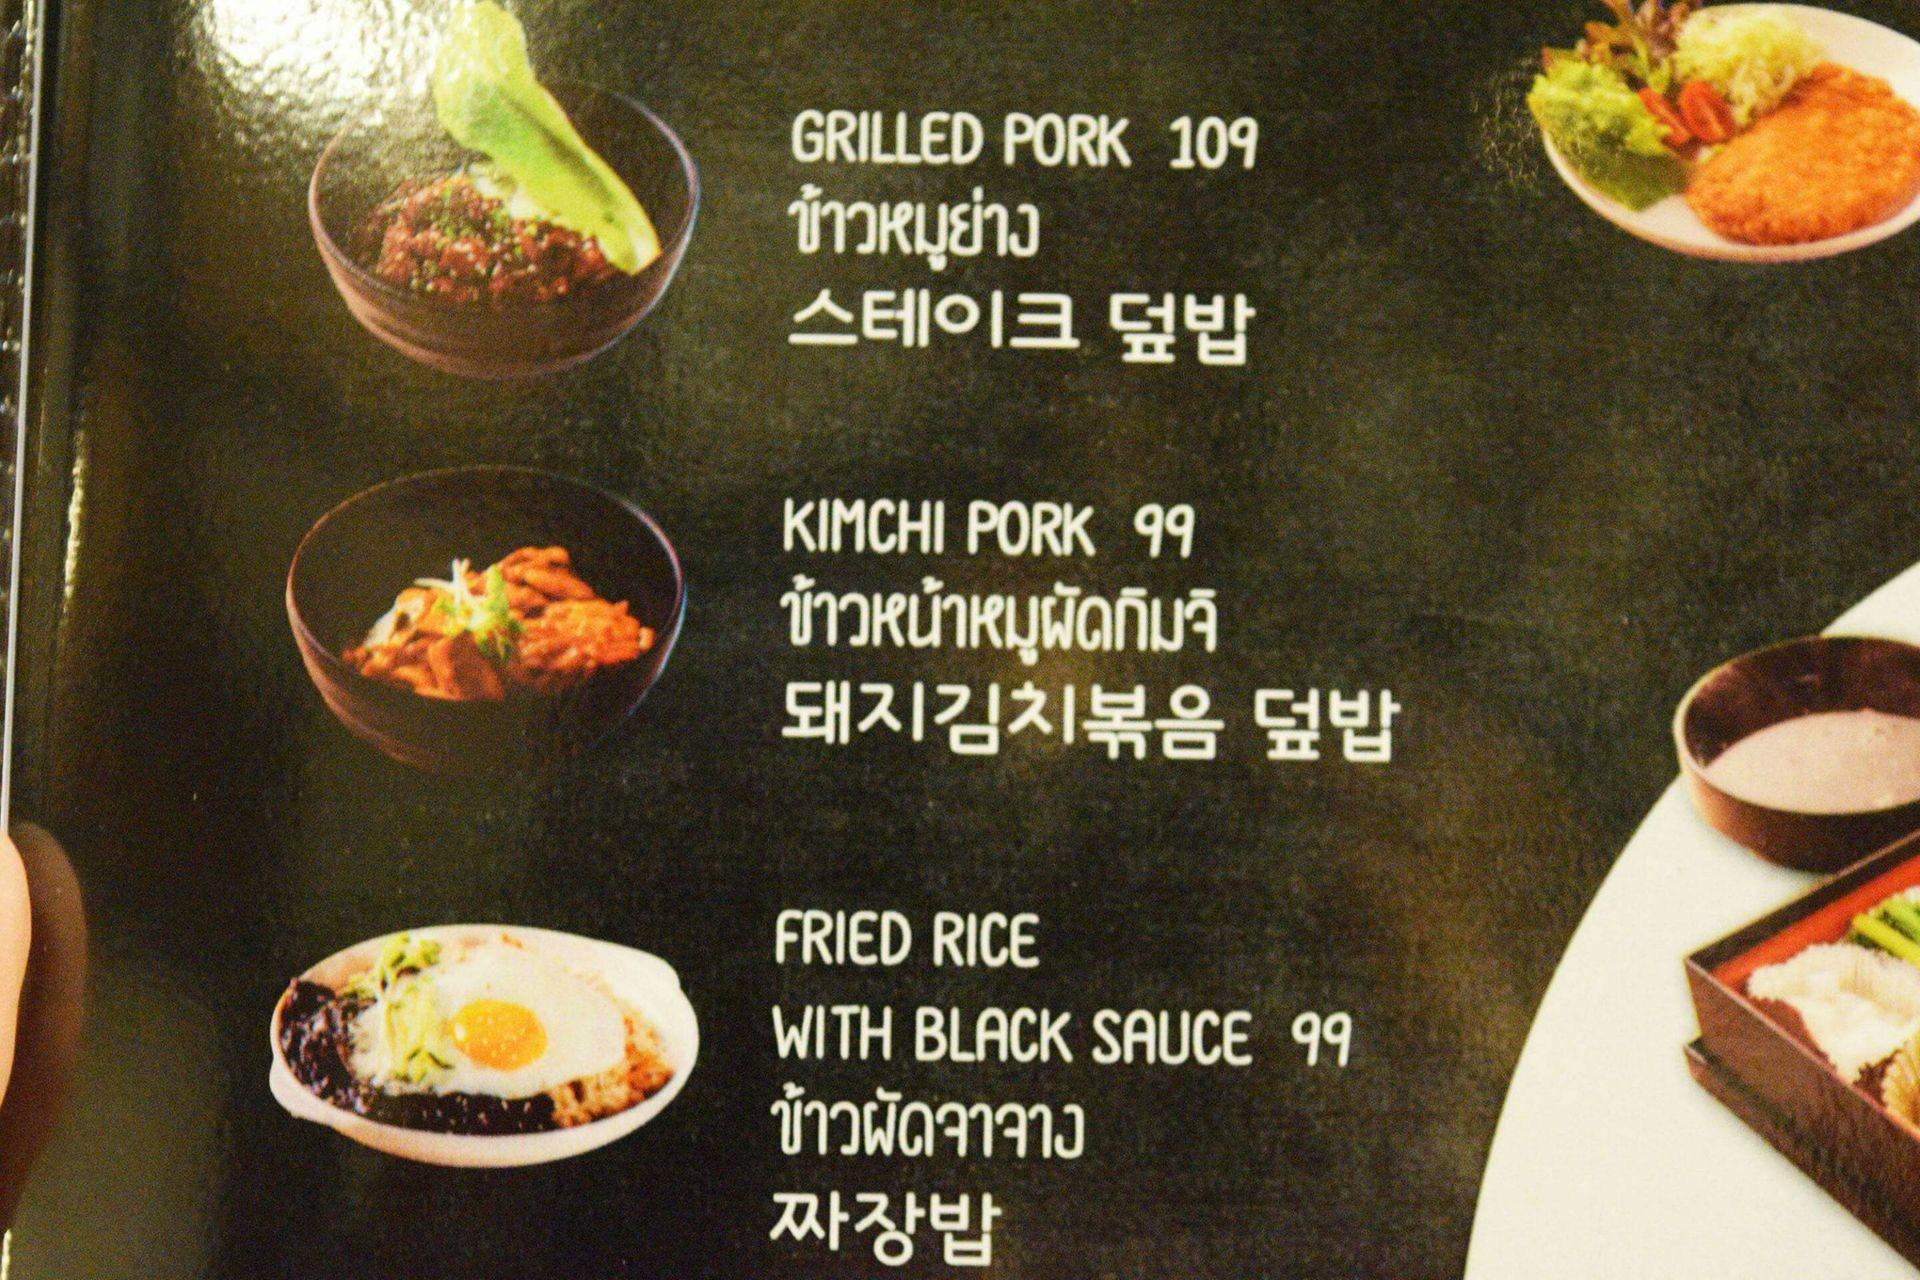 GRILLED PORK 109
ข้าวหมูย่าง
스테이크 덮밥
KIMCHI PORK 99
ข้าวหน้าหมูผัดกิมจิ
돼지김치볶음 덮밥
FRIED RICE
WITH BLACK SAUCE 99
ข้าวผัดจาจาง
짜장밥